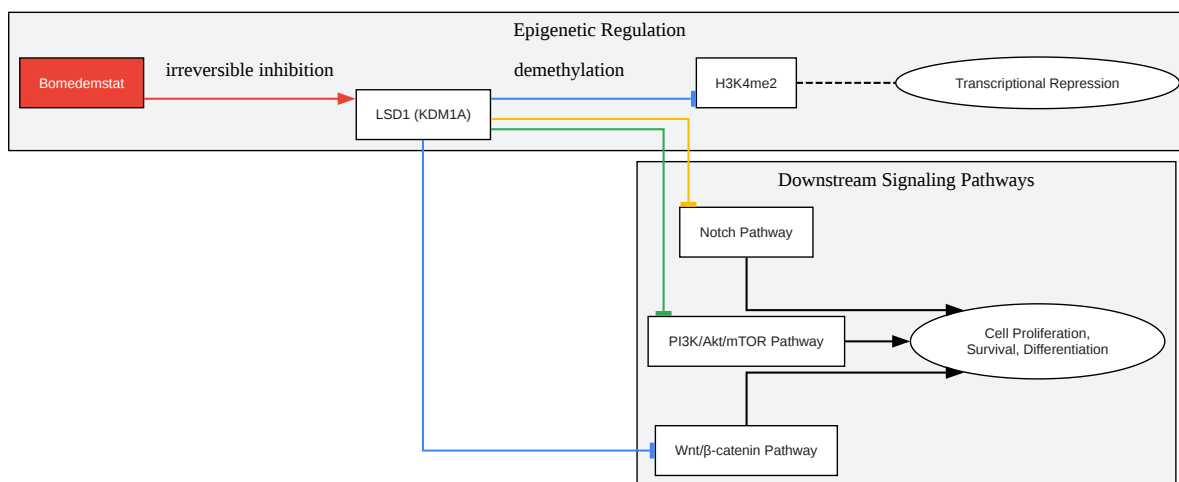 Epigenetic Regulation
Bomedemstat
irreversible inhibition
demethylation
H3K4me2
Transcriptional Repression
LSD1 (KDM1A)
Downstream Signaling Pathways
Notch Pathway
PI3K/Akt/mTOR Pathway
Cell Proliferation,
Survival, Differentiation
Wnt/β-catenin Pathway